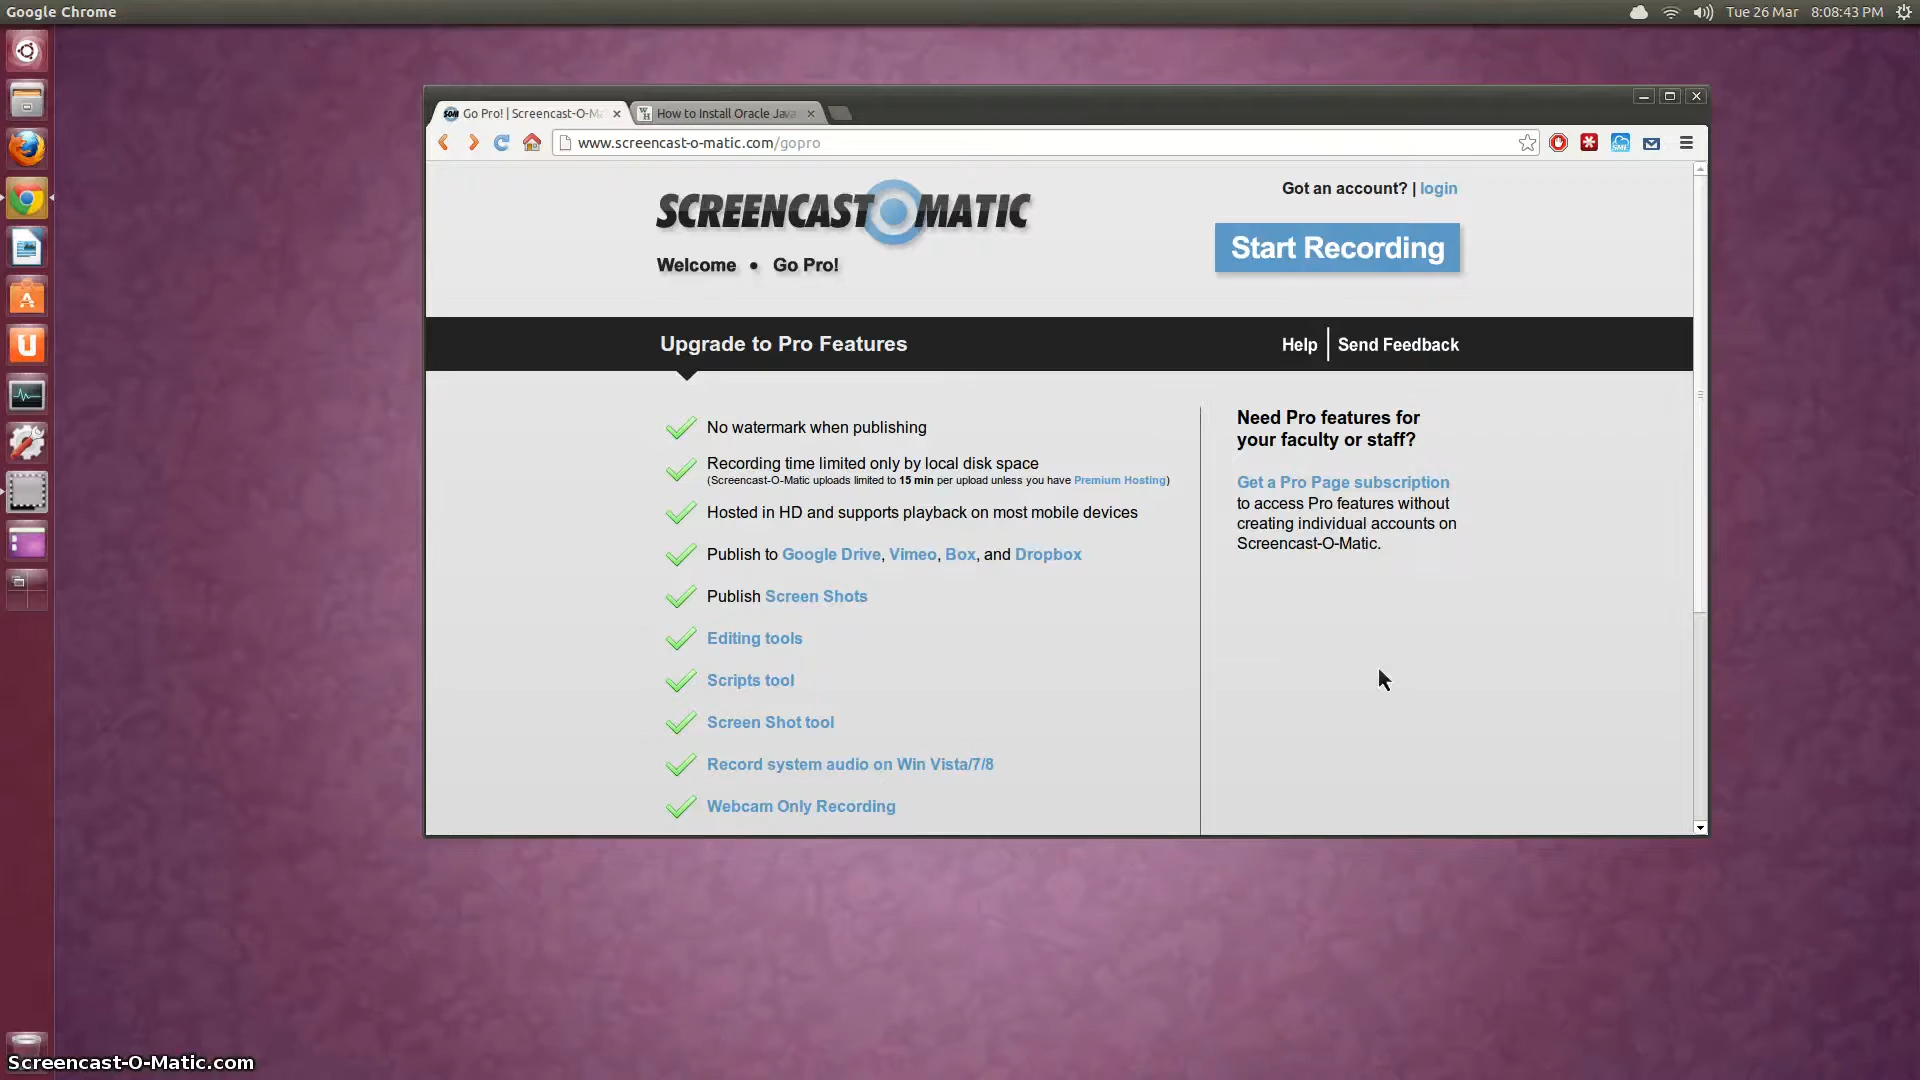 Google Chrome
Tue 26 Mar 8:08:43 PM
Go Pro! | Screencast-O-Ma
How to Install Oracle Java
www.screencast-o-matic.com/gopro
SCREENCAST O MATIC
Got an account? | login
Start Recording
Welcome • Go Pro!
Upgrade to Pro Features
Help | Send Feedback
No watermark when publishing
Recording time limited only by local disk space
(Screencast-O-Matic uploads limited to 15 min per upload unless you have Premium Hosting)
Hosted in HD and supports playback on most mobile devices
Publish to Google Drive, Vimeo, Box, and Dropbox
Publish Screen Shots
Editing tools
Scripts tool
Screen Shot tool
Record system audio on Win Vista/7/8
Webcam Only Recording
Need Pro features for
your faculty or staff?
Get a Pro Page subscription
to access Pro features without
creating individual accounts on
Screencast-O-Matic.
Screencast-O-Matic.com